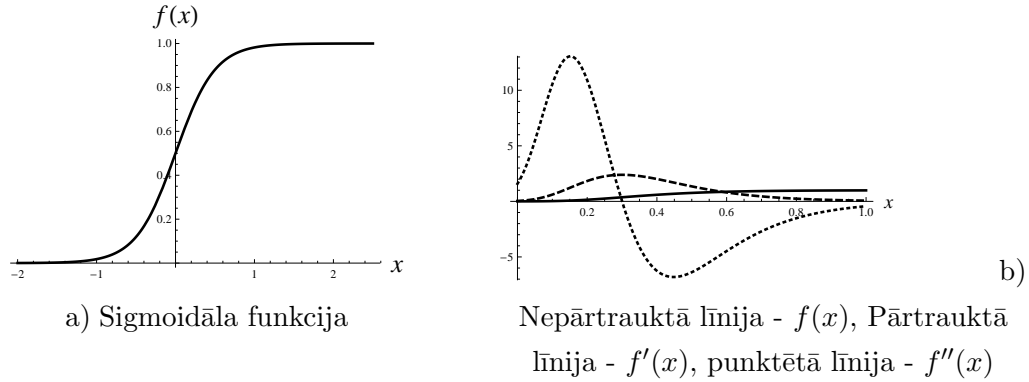 f(x)
1.0
0.8
0.6
0.4
0.2
−2 −1 1 2 x
a) Sigmoidāla funkcija
10
5
−5
0.2 0.4 0.6 0.8 1.0 x
b)
Nepārtrauktā līnija - f(x), Pārtrauktā
līnija - f′(x), punktētā līnija - f′′(x)